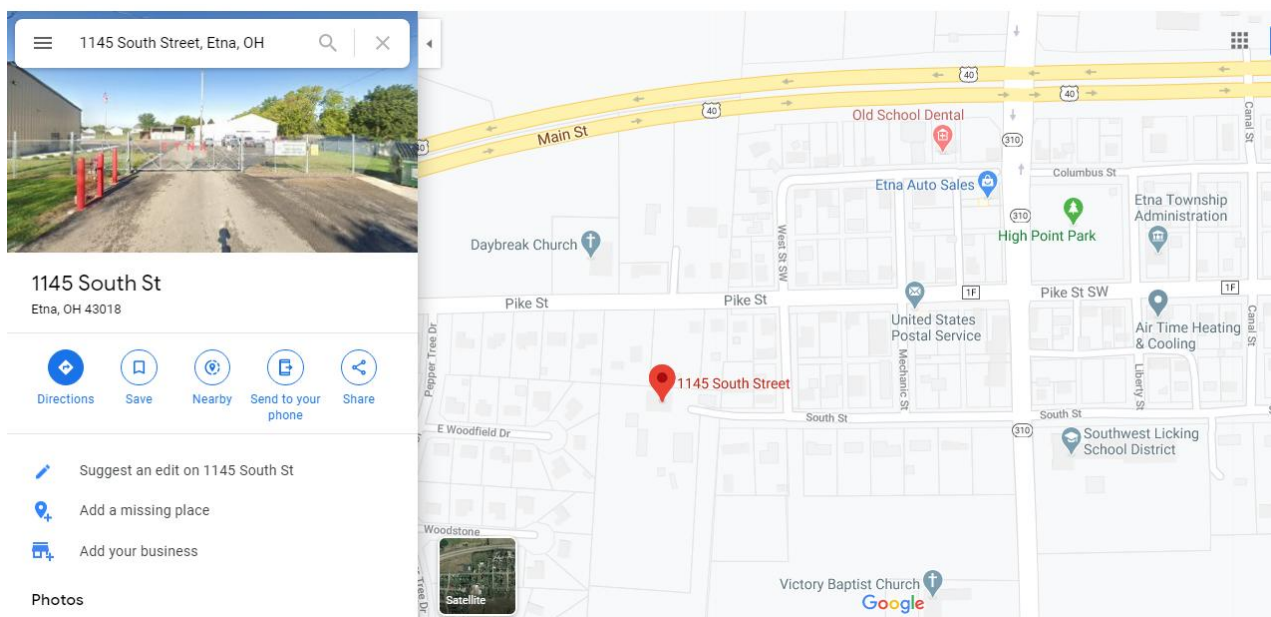 1145 South Street, Etna, OH
ETNA
1145 South St
Etna, OH 43018
Directions
Save
Nearby
Send to your
phone
Share
Suggest an edit on 1145 South St
Add a missing place
Add your business
Photos
40
40
40
Main St
Old School Dental
310
Canal St
Columbus St
Etna Auto Sales
310
High Point Park
Etna Township
Administration
West St SW
Daybreak Church
Pike St
Pike St
1F
Pike St SW
1F
United States
Postal Service
Air Time Heating
& Cooling
Canal St
Pepper Tree Dr
Mechanic St
Liberty St
1145 South Street
South St
South St
310
E Woodfield Dr
Southwest Licking
School District
Woodstone
Tree Dr
Satellite
Victory Baptist Church
Google